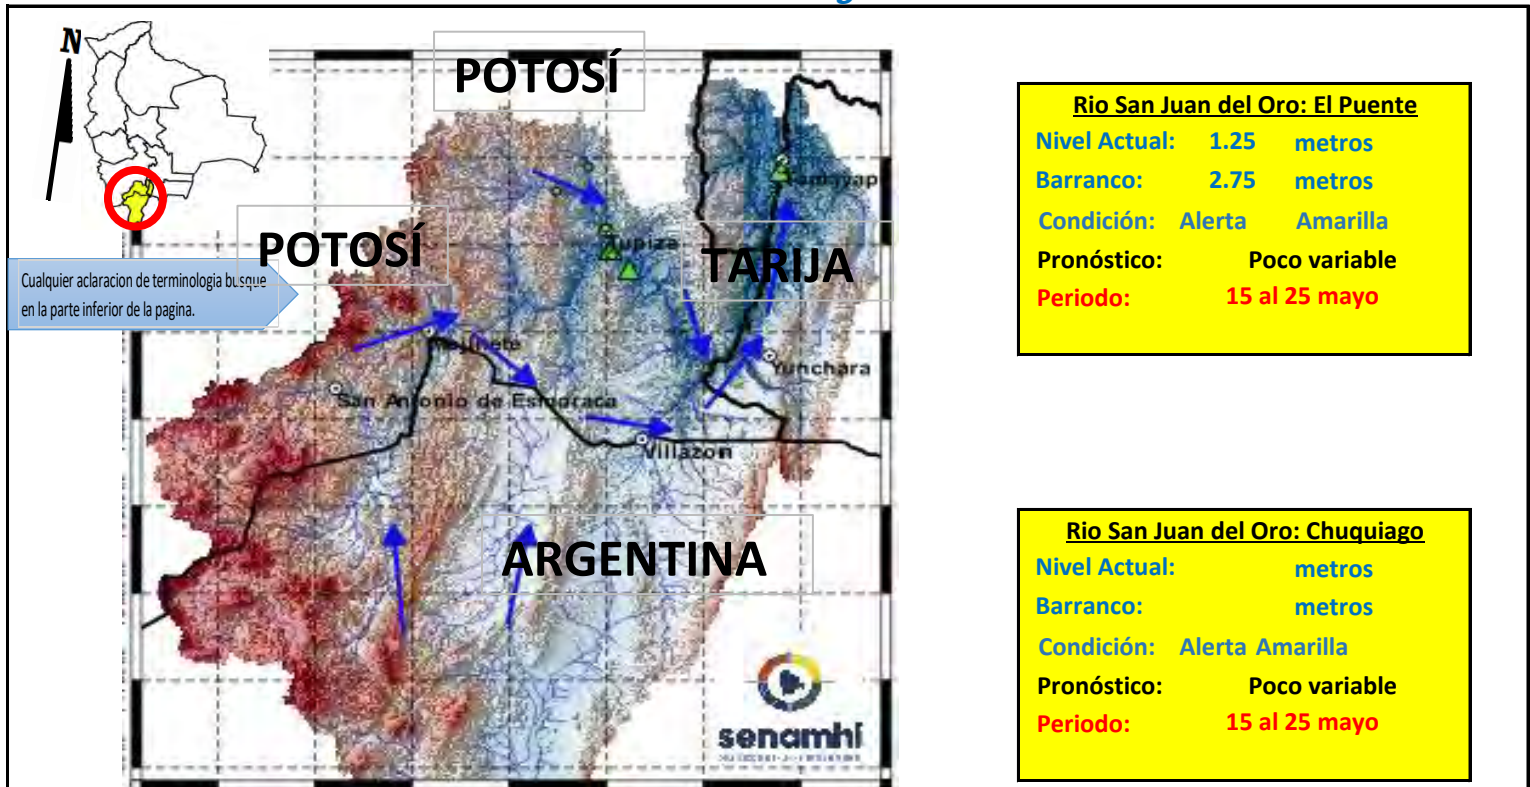 N
POTOSÍ
POTOSÍ
TARIJA
ARGENTINA
Cualquier aclaracion de terminologia busque
en la parte inferior de la pagina.
Tupiza
Yunchara
San Antonio de Esmoraca
Villazon
senamhi
Rio San Juan del Oro: El Puente
Nivel Actual: 1.25 metros
Barranco: 2.75 metros
Condición: Alerta Amarilla
Pronóstico: Poco variable
Periodo: 15 al 25 mayo
Rio San Juan del Oro: Chuquiago
Nivel Actual: metros
Barranco: metros
Condición: Alerta Amarilla
Pronóstico: Poco variable
Periodo: 15 al 25 mayo